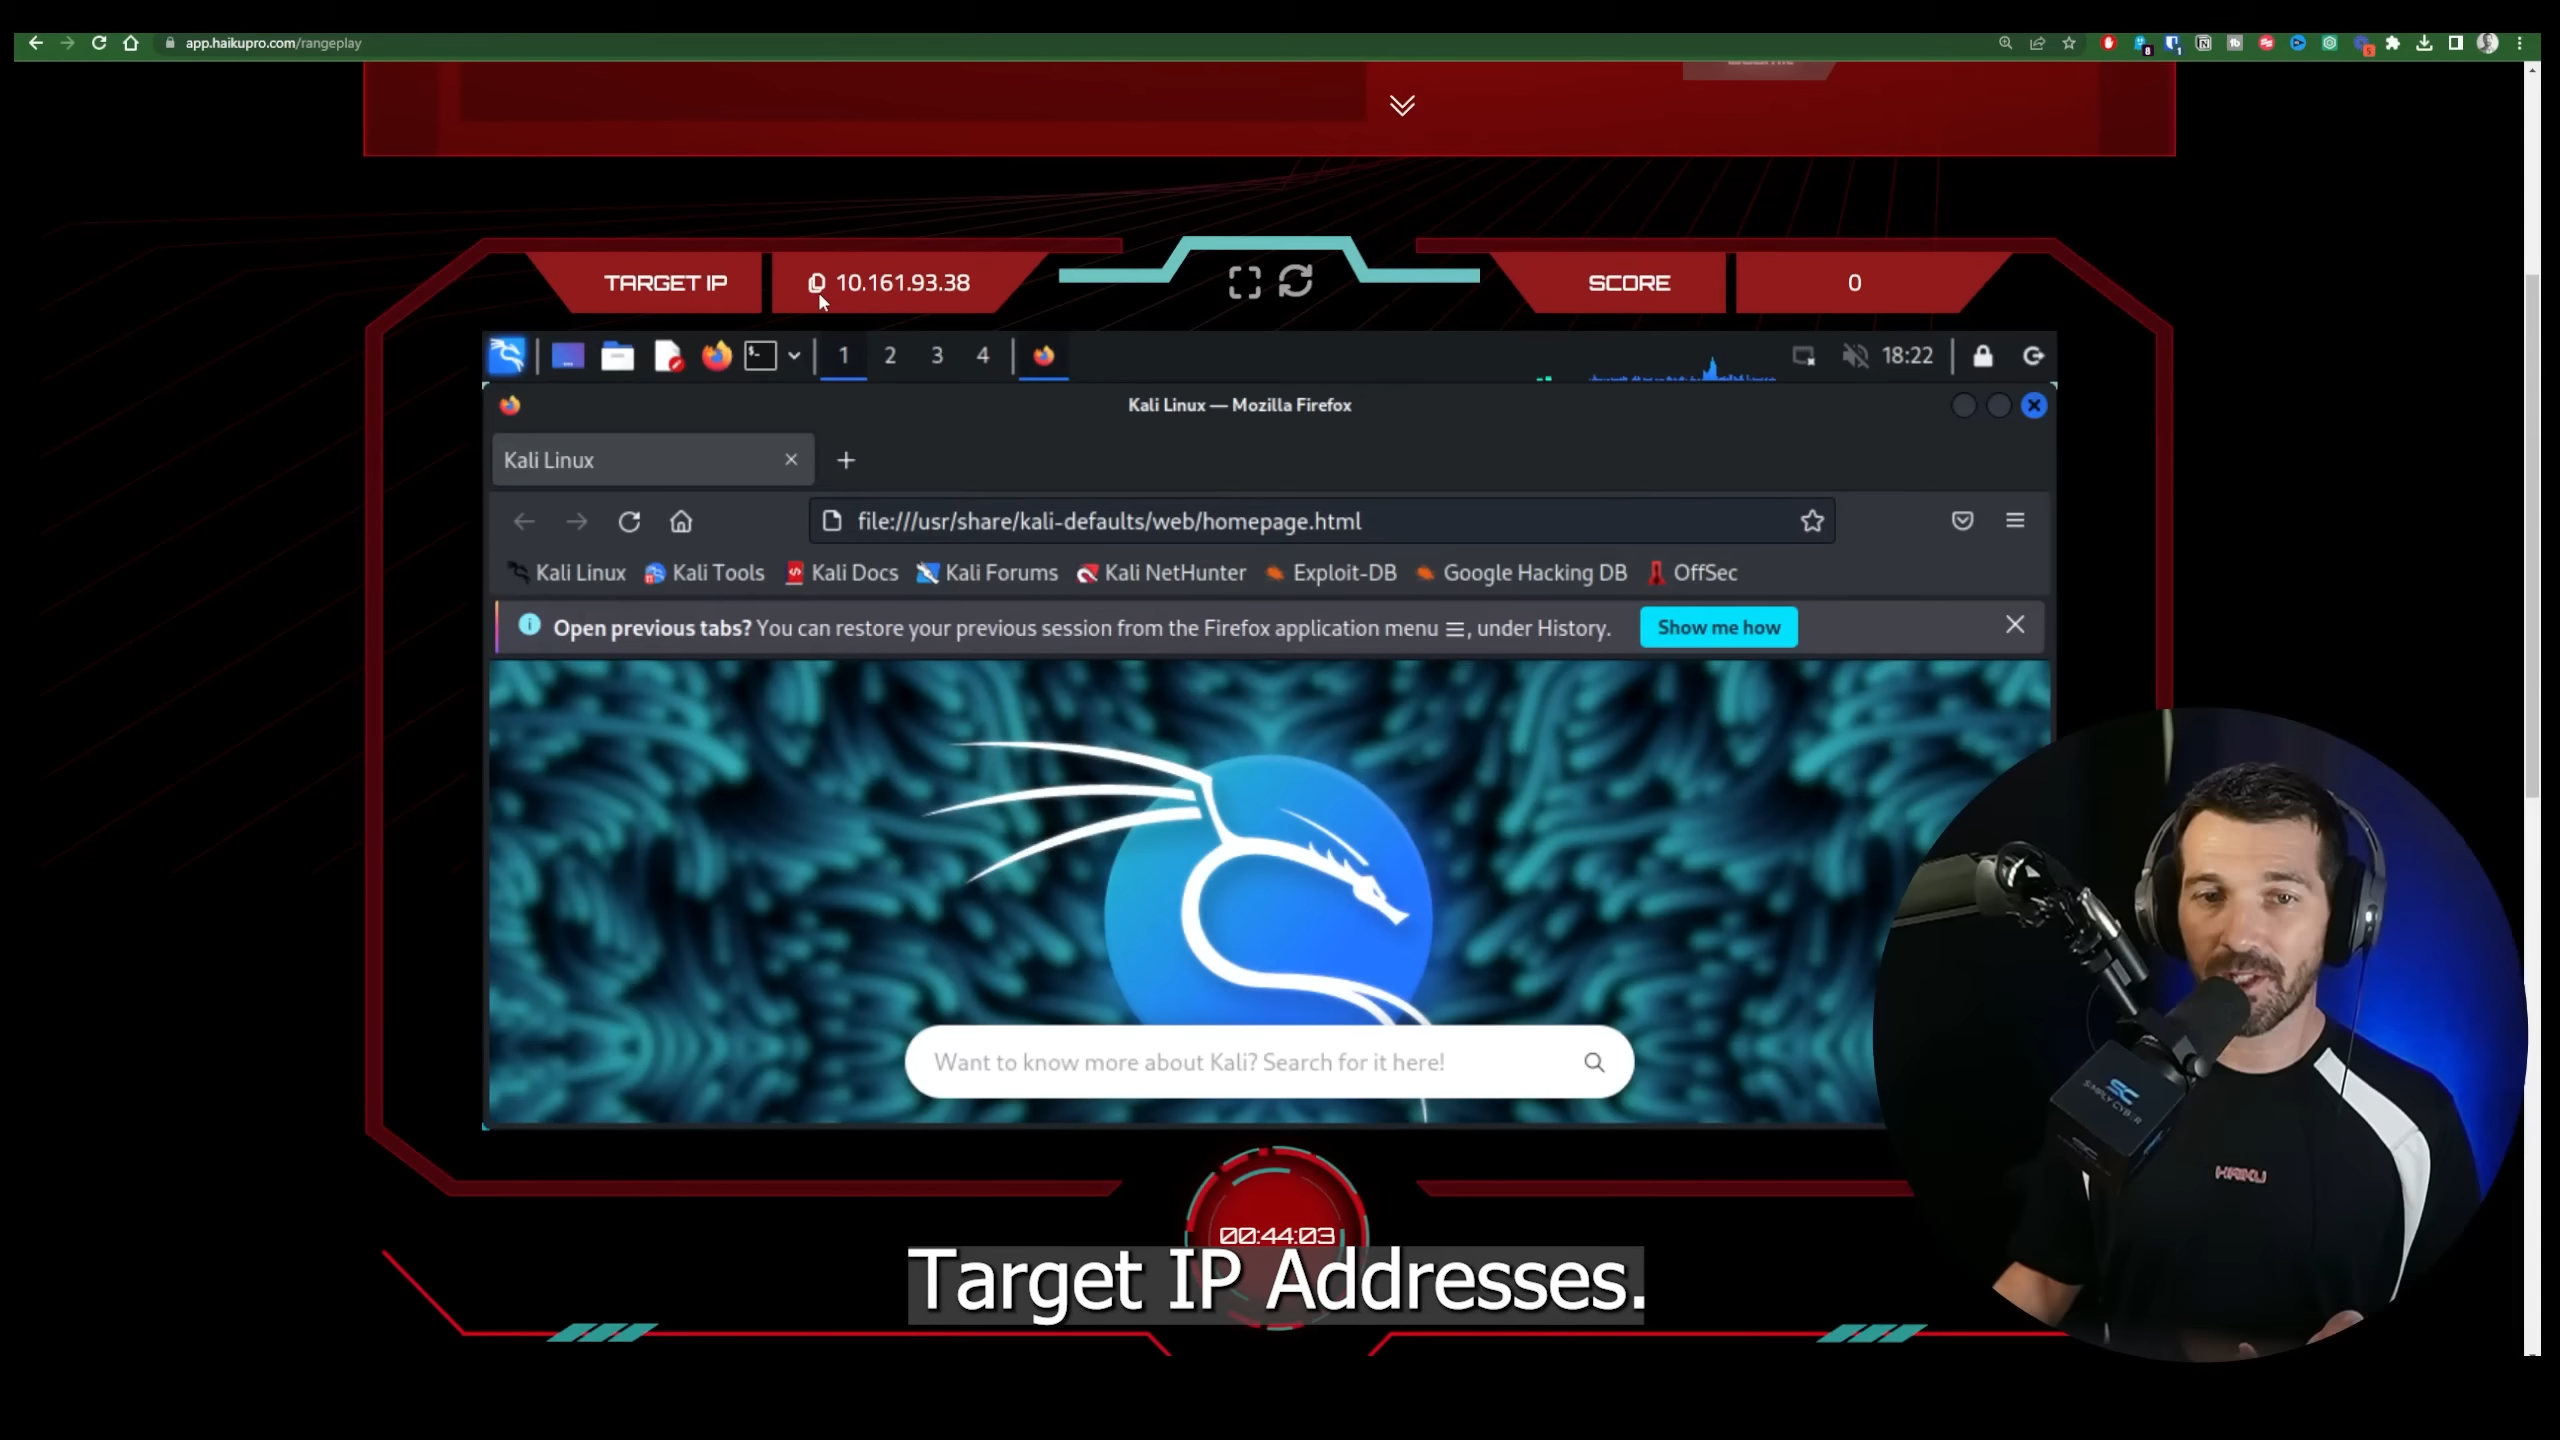 app.haikupro.com/rangeplay
TARGET IP
10.161.93.38
SCORE
0
1 2 3 4
18:22
Kali Linux — Mozilla Firefox
Kali Linux
file:///usr/share/kali-defaults/web/homepage.html
Kali Linux
Kali Tools
Kali Docs
Kali Forums
Kali NetHunter
Exploit-DB
Google Hacking DB
OffSec
Open previous tabs? You can restore your previous session from the Firefox application menu ☰, under History.
Show me how
Want to know more about Kali? Search for it here!
SC
SIMPLY CYBER
HAIKU
00:44:03
Target IP Addresses.